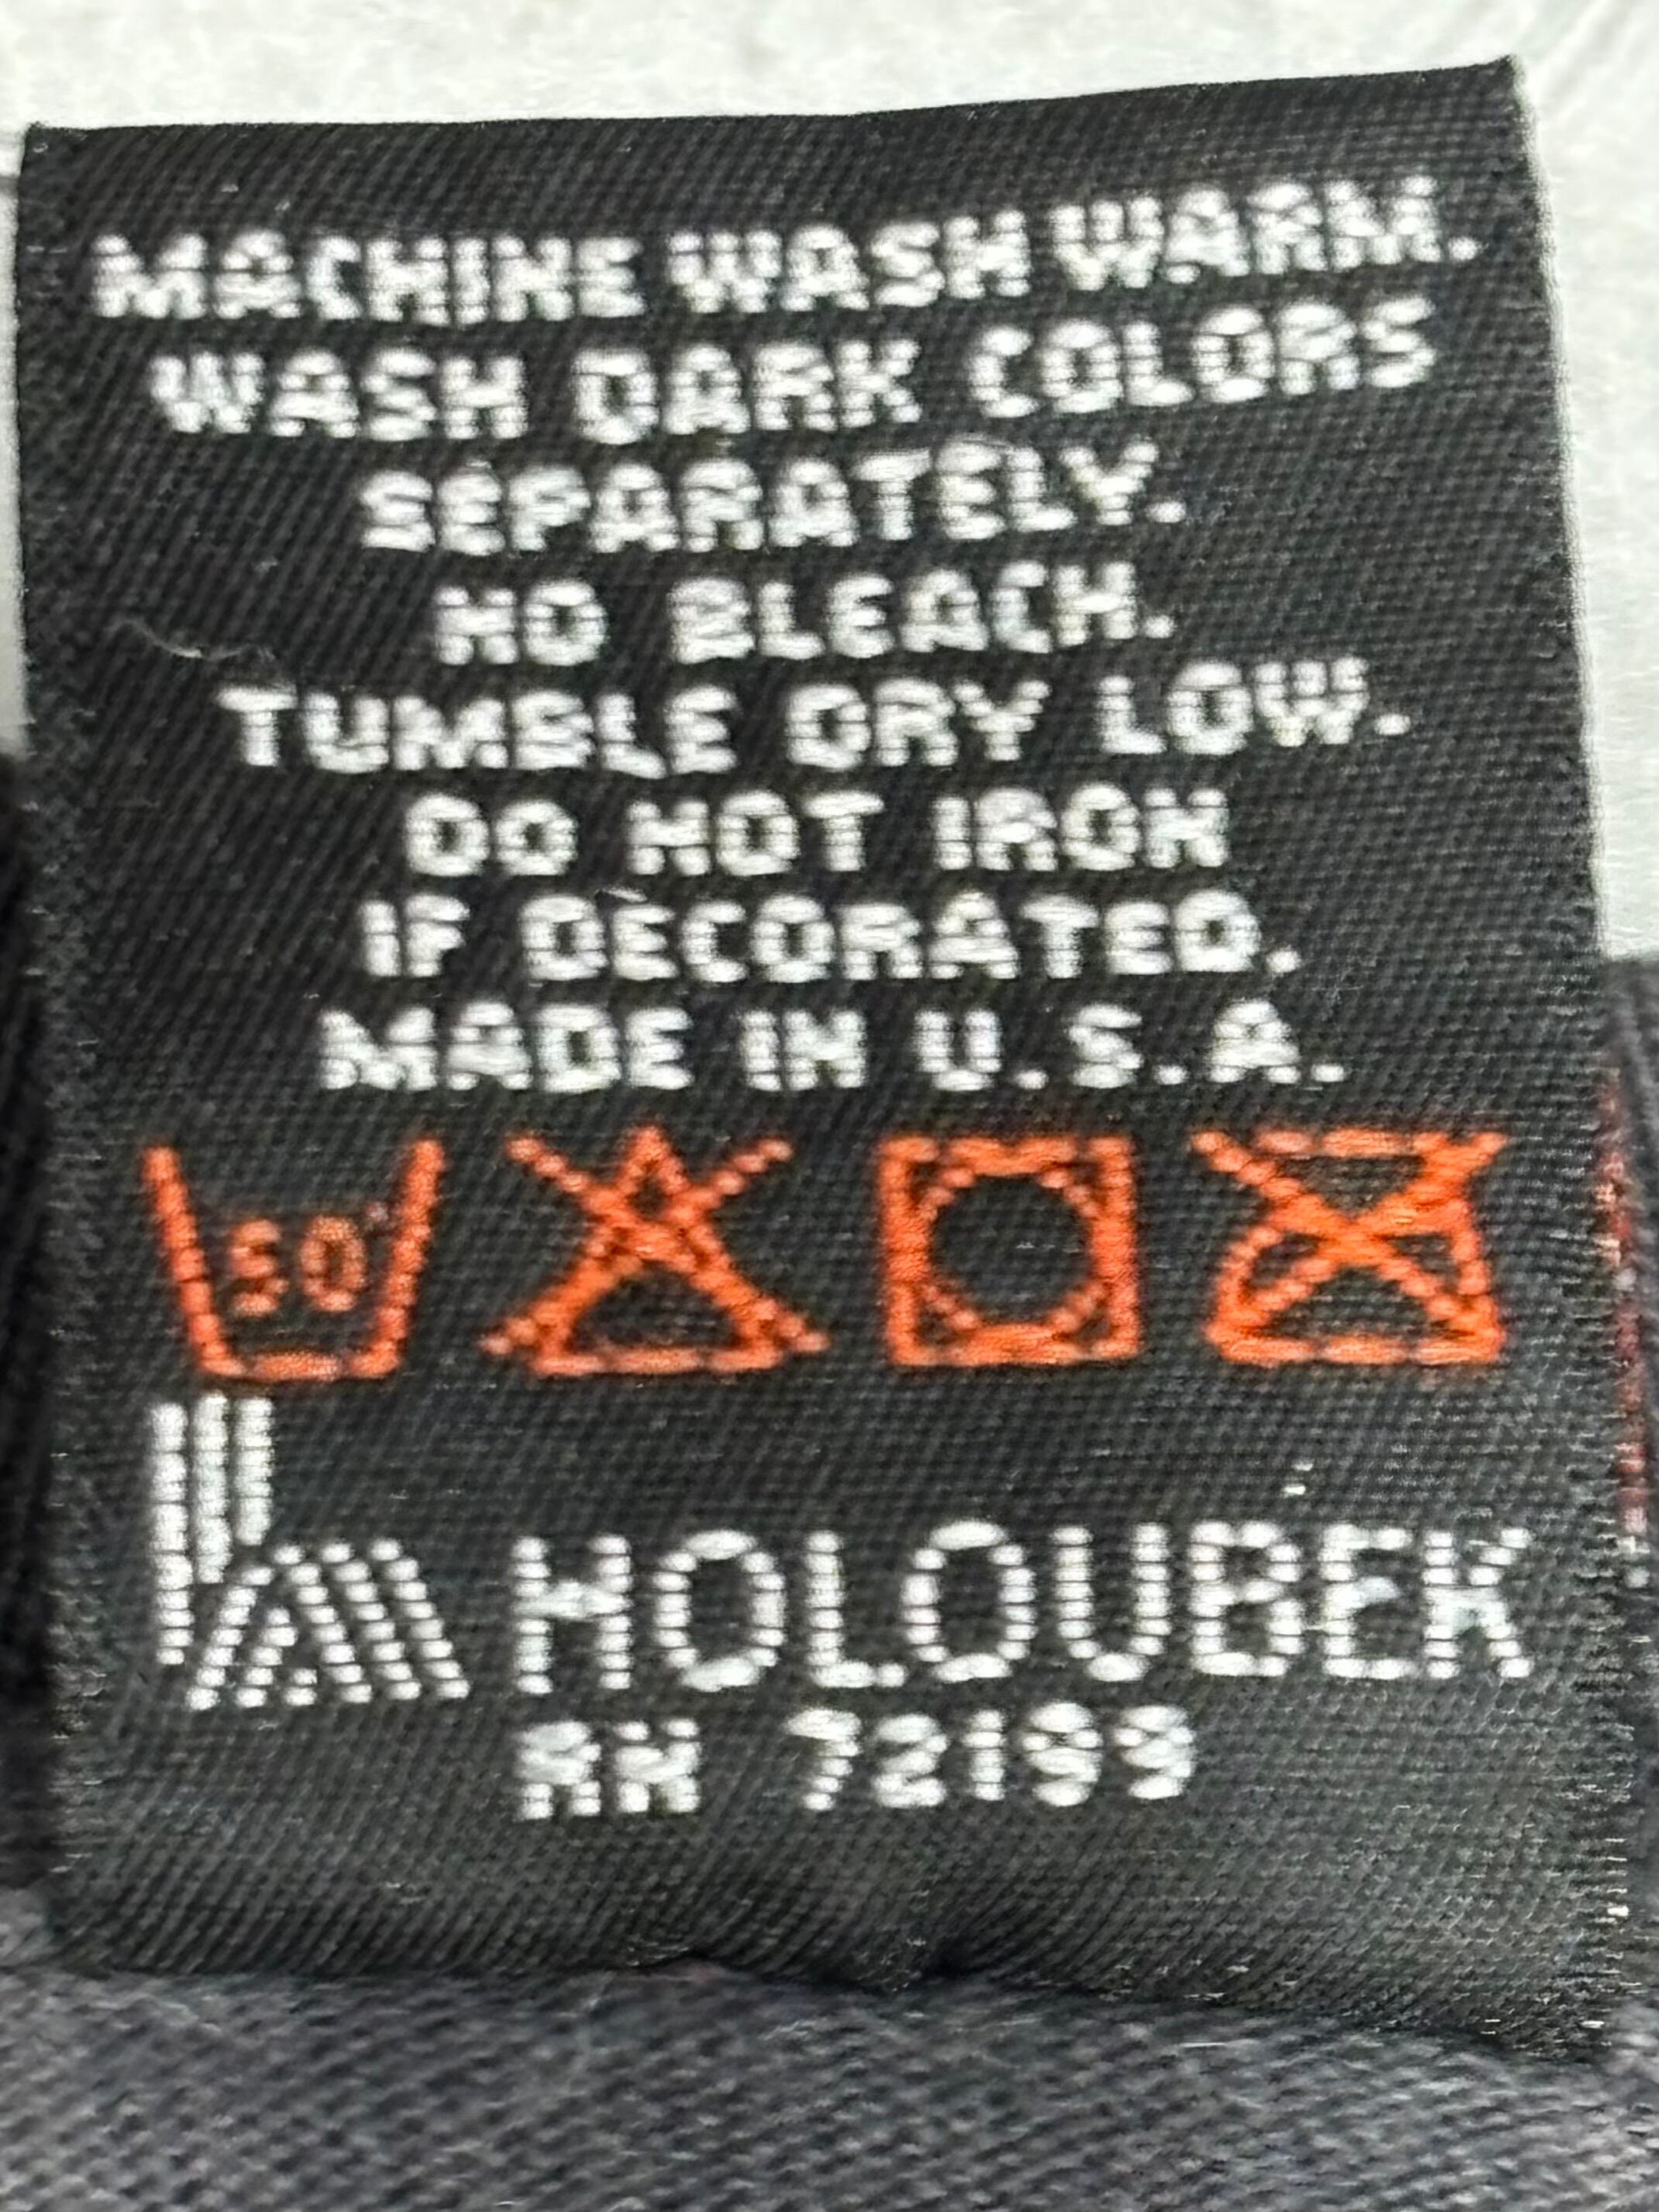 MACHINE WASH WARM.
WASH DARK COLORS
SEPARATELY.
NO BLEACH.
TUMBLE DRY LOW.
DO NOT IRON
IF DECORATED.
MADE IN U.S.A.
50°
HOLOUBEK
RN 72199